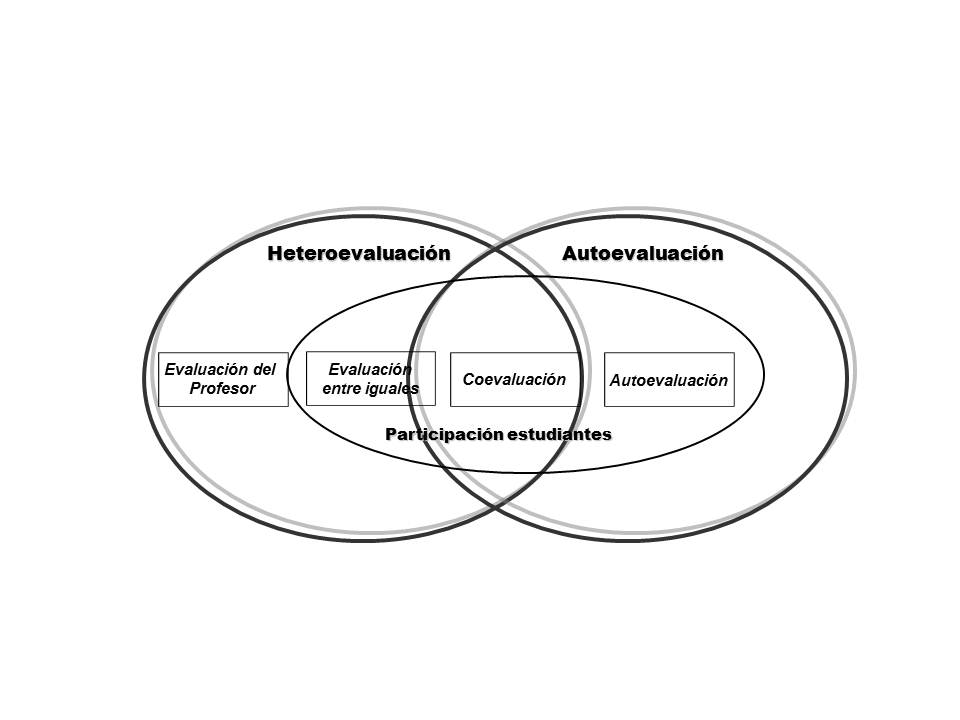 Heteroevaluación
Autoevaluación
Evaluación del
Profesor
Evaluación
entre iguales
Coevaluación
Autoevaluación
Participación estudiantes